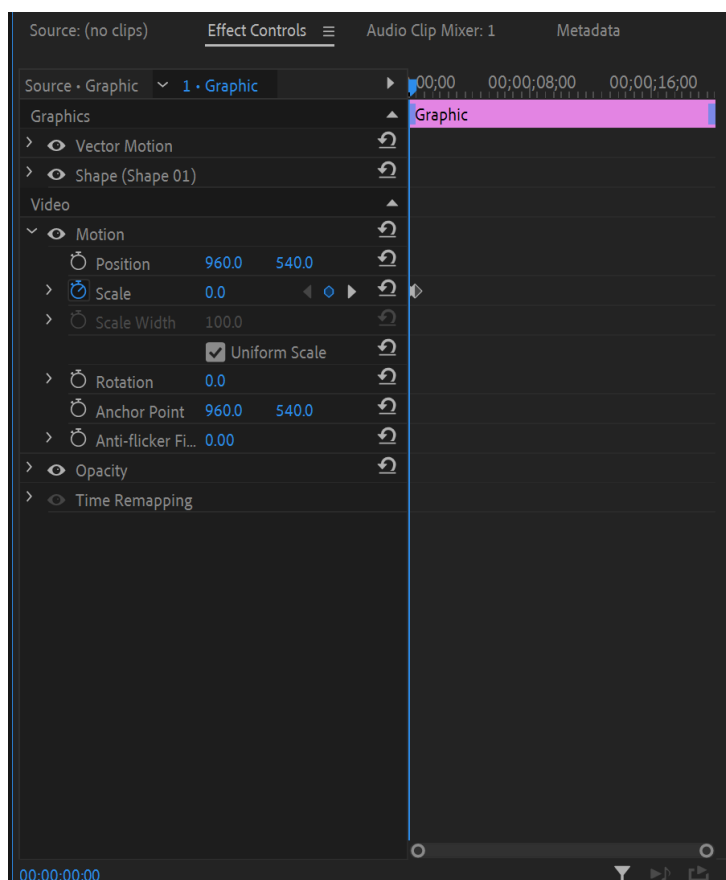 Source: (no clips) Effect Controls Audio Clip Mixer: 1 Metadata
Source • Graphic 1 • Graphic 00;00 00;00;08;00 00;00;16;00
Graphics Graphic
Vector Motion
Shape (Shape 01)
Video
Motion
Position 960.0 540.0
Scale 0.0
Scale Width 100.0
Uniform Scale
Rotation 0.0
Anchor Point 960.0 540.0
Anti-flicker Fi... 0.00
Opacity
Time Remapping
00:00:00:00